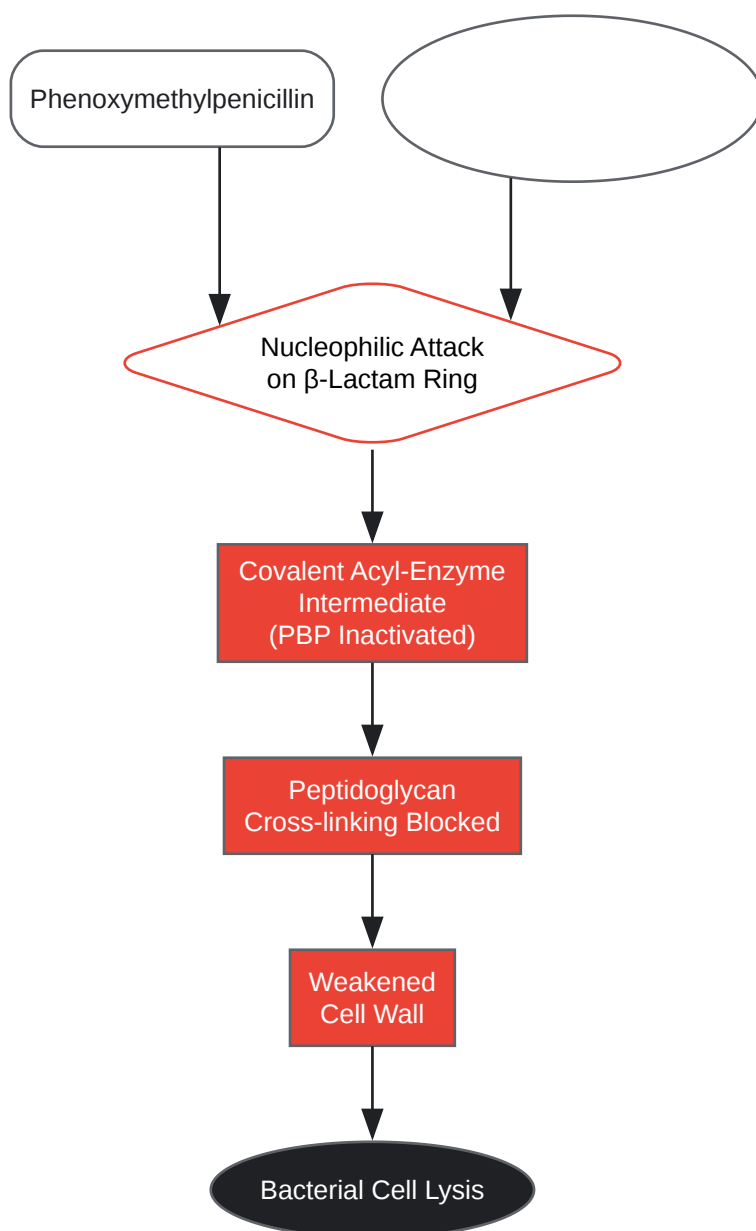 Phenoxymethylpenicillin
Nucleophilic Attack
on β-Lactam Ring
Covalent Acyl-Enzyme
Intermediate
(PBP Inactivated)
Peptidoglycan
Cross-linking Blocked
Weakened
Cell Wall
Bacterial Cell Lysis